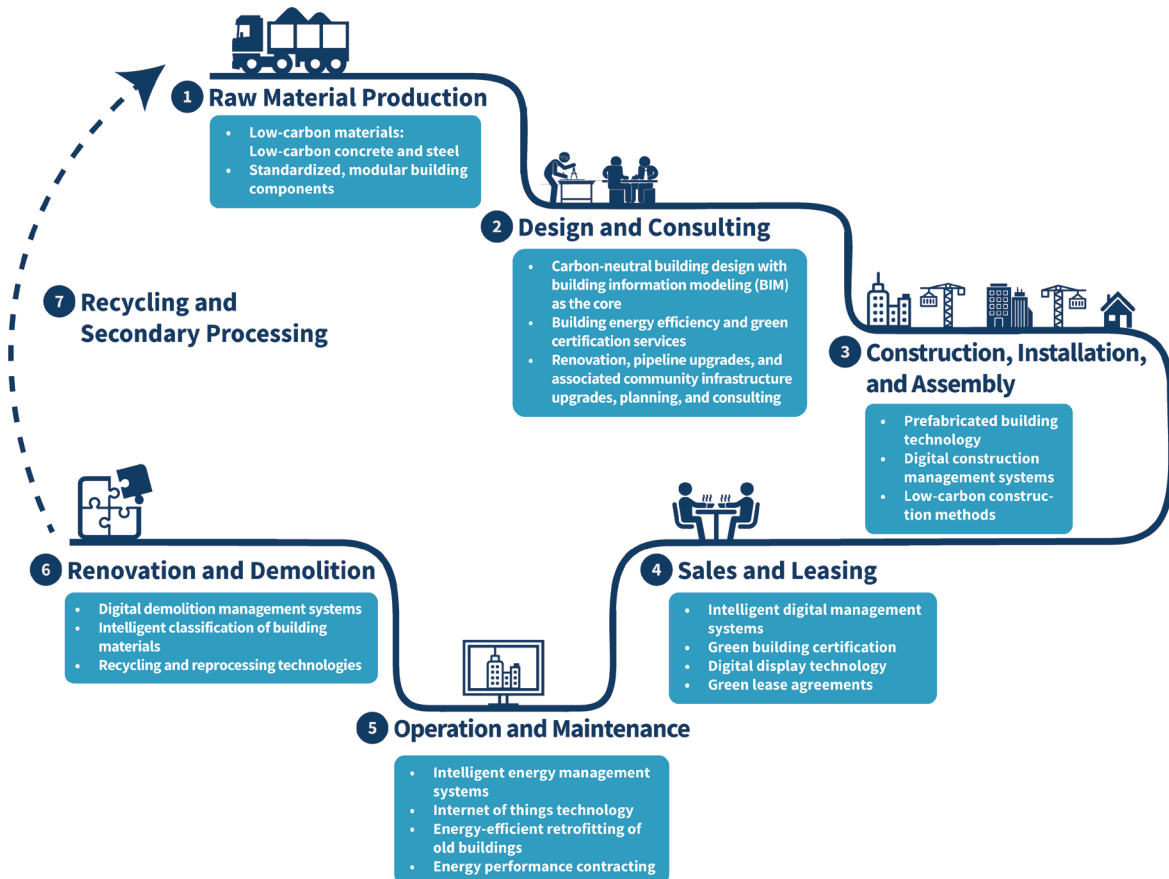 1 Raw Material Production
• Low-carbon materials:
Low-carbon concrete and steel
• Standardized, modular building
components
2 Design and Consulting
• Carbon-neutral building design with
building information modeling (BIM)
as the core
• Building energy efficiency and green
certification services
• Renovation, pipeline upgrades, and
associated community infrastructure
upgrades, planning, and consulting
3 Construction, Installation,
and Assembly
• Prefabricated building
technology
• Digital construction
management systems
• Low-carbon construc-
tion methods
4 Sales and Leasing
• Intelligent digital management
systems
• Green building certification
• Digital display technology
• Green lease agreements
5 Operation and Maintenance
• Intelligent energy management
systems
• Internet of things technology
• Energy-efficient retrofitting of
old buildings
• Energy performance contracting
6 Renovation and Demolition
• Digital demolition management systems
• Intelligent classification of building
materials
• Recycling and reprocessing technologies
7 Recycling and
Secondary Processing